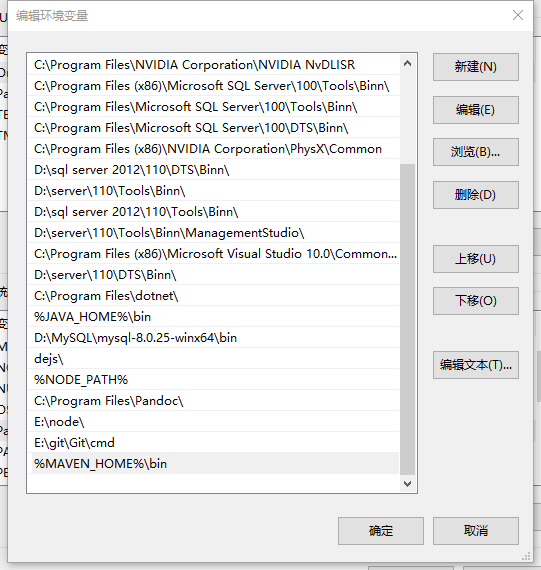 编辑环境变量
C:\Program Files\NVIDIA Corporation\NVIDIA NvDLISR
C:\Program Files (x86)\Microsoft SQL Server\100\Tools\Binn\
C:\Program Files\Microsoft SQL Server\100\Tools\Binn\
C:\Program Files\Microsoft SQL Server\100\DTS\Binn\
C:\Program Files (x86)\NVIDIA Corporation\PhysX\Common
D:\sql server 2012\110\DTS\Binn\
D:\server\110\Tools\Binn\
D:\sql server 2012\110\Tools\Binn\
D:\server\110\Tools\Binn\ManagementStudio\
C:\Program Files (x86)\Microsoft Visual Studio 10.0\Common...
D:\server\110\DTS\Binn\
C:\Program Files\dotnet\
%JAVA_HOME%\bin
D:\MySQL\mysql-8.0.25-winx64\bin
dejs\
%NODE_PATH%
C:\Program Files\Pandoc\
E:\node\
E:\git\Git\cmd
%MAVEN_HOME%\bin
新建(N)
编辑(E)
浏览(B)...
删除(D)
上移(U)
下移(O)
编辑文本(T)...
确定
取消